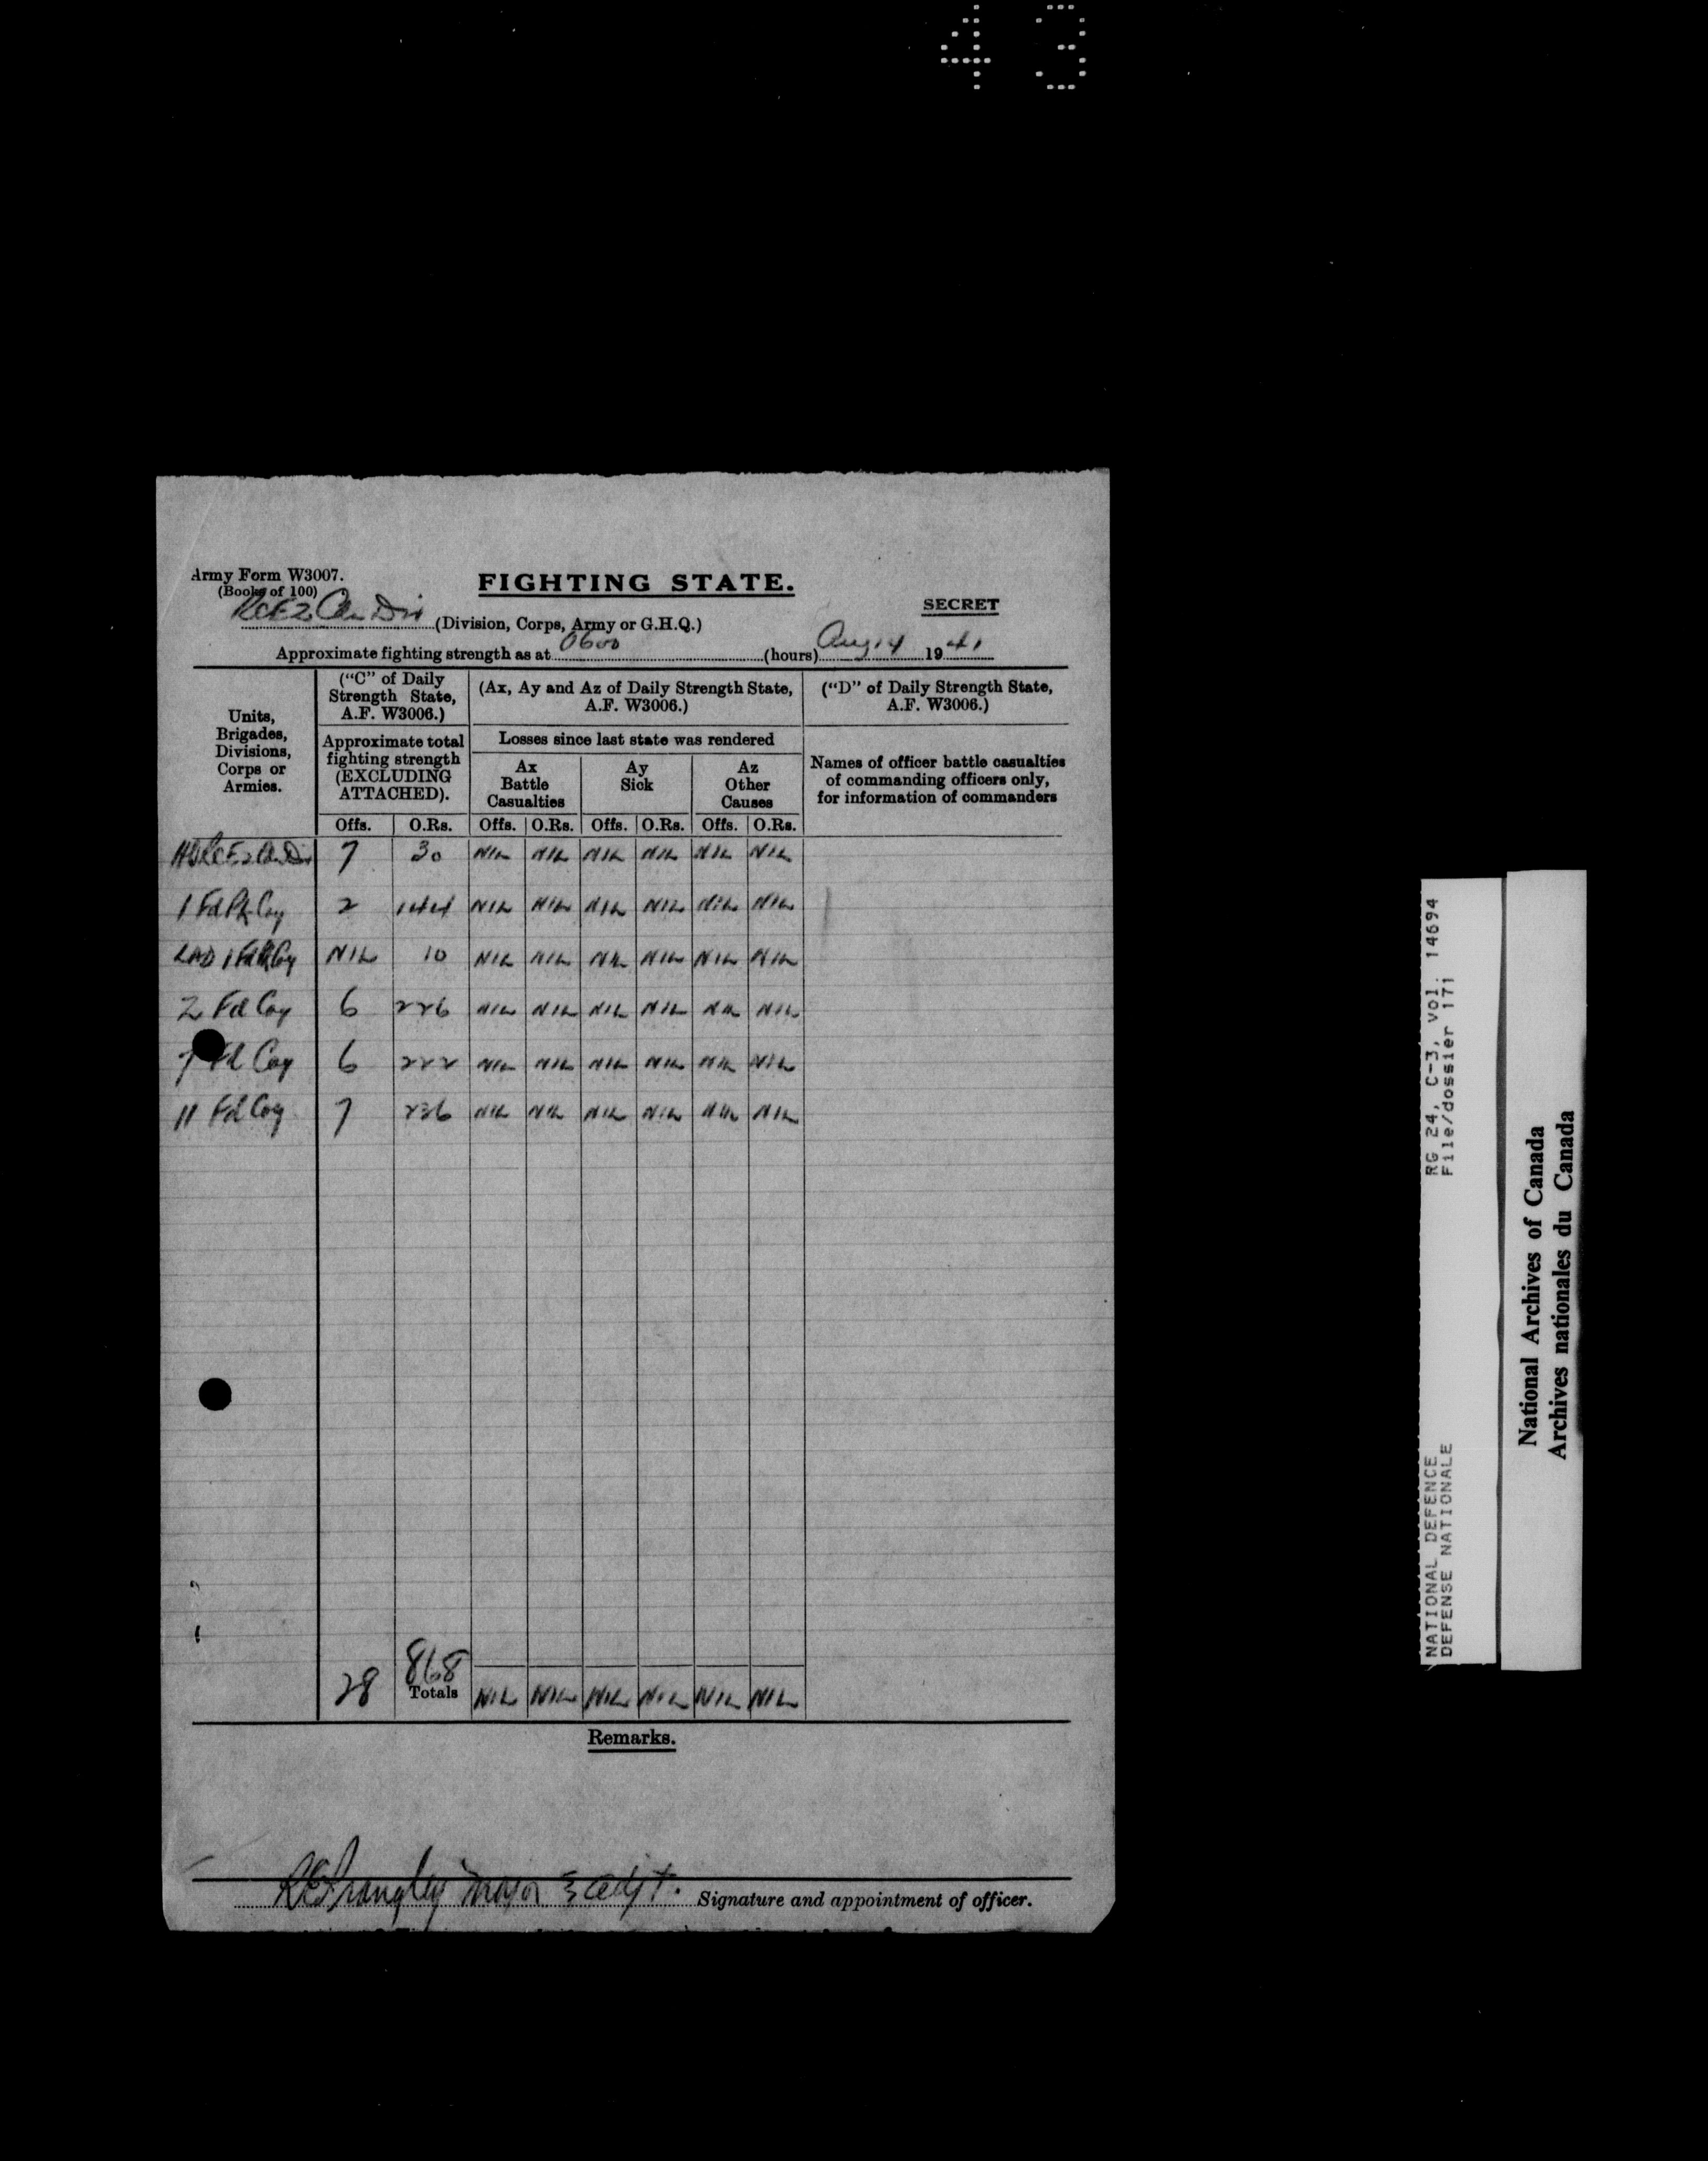 43
Army Form W3007.
(Books of 100)
FIGHTING STATE.
SECRET
RCE 2 Cdn Div (Division, Corps, Army or G.H.Q.)
Approximate fighting strength as at 0600 (hours) Aug 14 1941
Units, Brigades, Divisions, Corps or Armies.
("C" of Daily Strength State, A.F. W3006.)
(Ax, Ay and Az of Daily Strength State, A.F. W3006.)
("D" of Daily Strength State, A.F. W3006.)
Approximate total fighting strength (EXCLUDING ATTACHED).
Losses since last state was rendered
Ax Battle Casualties
Ay Sick
Az Other Causes
Names of officer battle casualties of commanding officers only, for information of commanders
Offs. O.Rs. Offs. O.Rs. Offs. O.Rs. Offs. O.Rs.
HQ RCE 2 Cdn Div 7 30 NIL NIL NIL NIL NIL NIL
1 Fd Pk Coy 2 144 NIL NIL NIL NIL NIL NIL
LAD 1 Fd Pk Coy NIL 10 NIL NIL NIL NIL NIL NIL
2 Fd Coy 6 226 NIL NIL NIL NIL NIL NIL
7 Fd Coy 6 222 NIL NIL NIL NIL NIL NIL
11 Fd Coy 7 236 NIL NIL NIL NIL NIL NIL
28 868 Totals NIL NIL NIL NIL NIL NIL
Remarks.
Major & adjt. Signature and appointment of officer.
NATIONAL DEFENCE RG 24, C-3, Vol. 14694
DEFENSE NATIONALE File/dossier 171
National Archives of Canada
Archives nationales du Canada